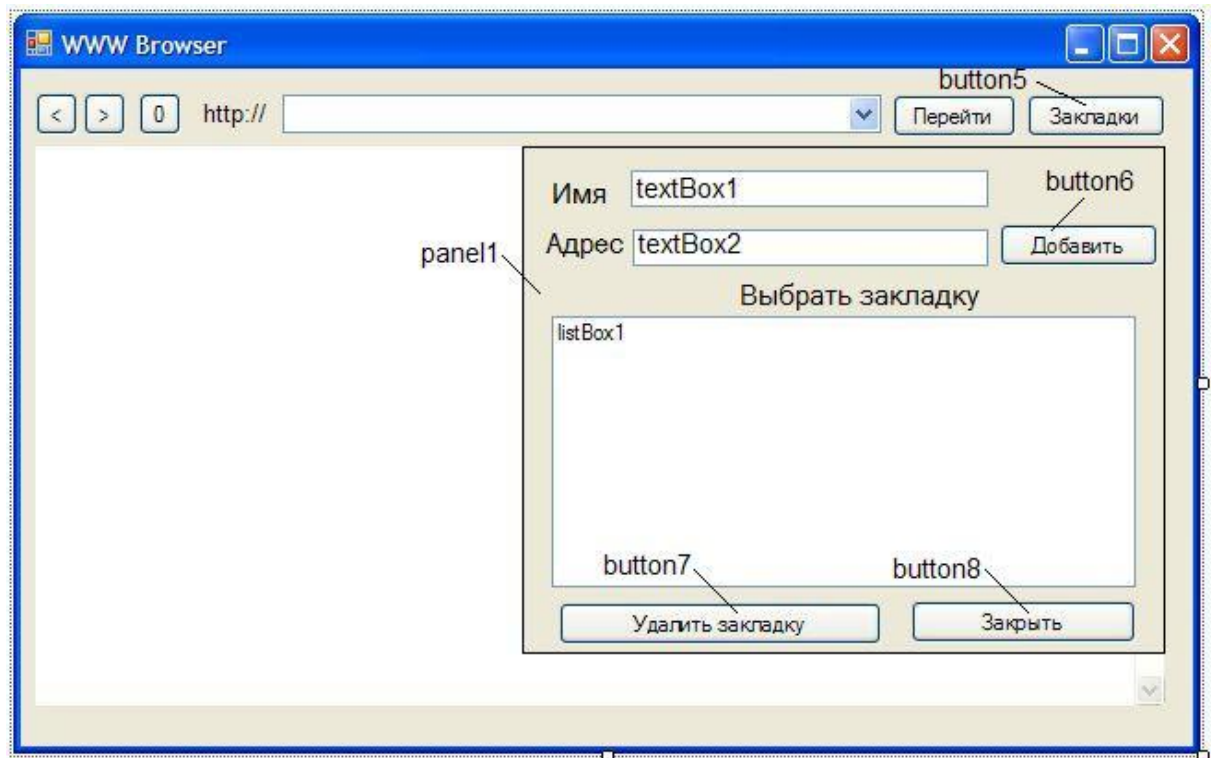 WWW Browser
button5
< > 0 http:// Перейти Закладки
Имя textBox1 button6
panel1 Адрес textBox2 Добавить
Выбрать закладку
listBox1
button7 button8
Удалить закладку Закрыть